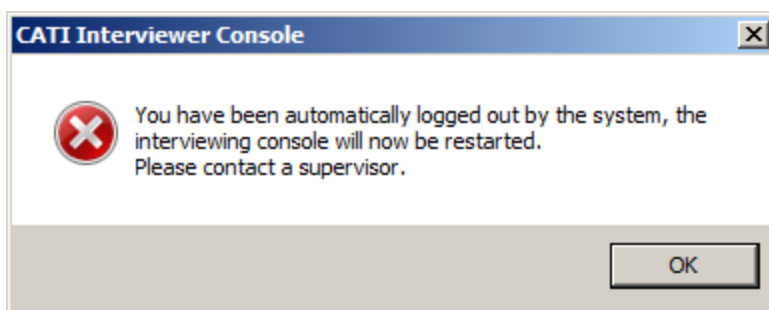 CATI Interviewer Console
You have been automatically logged out by the system, the
interviewing console will now be restarted.
Please contact a supervisor.
OK